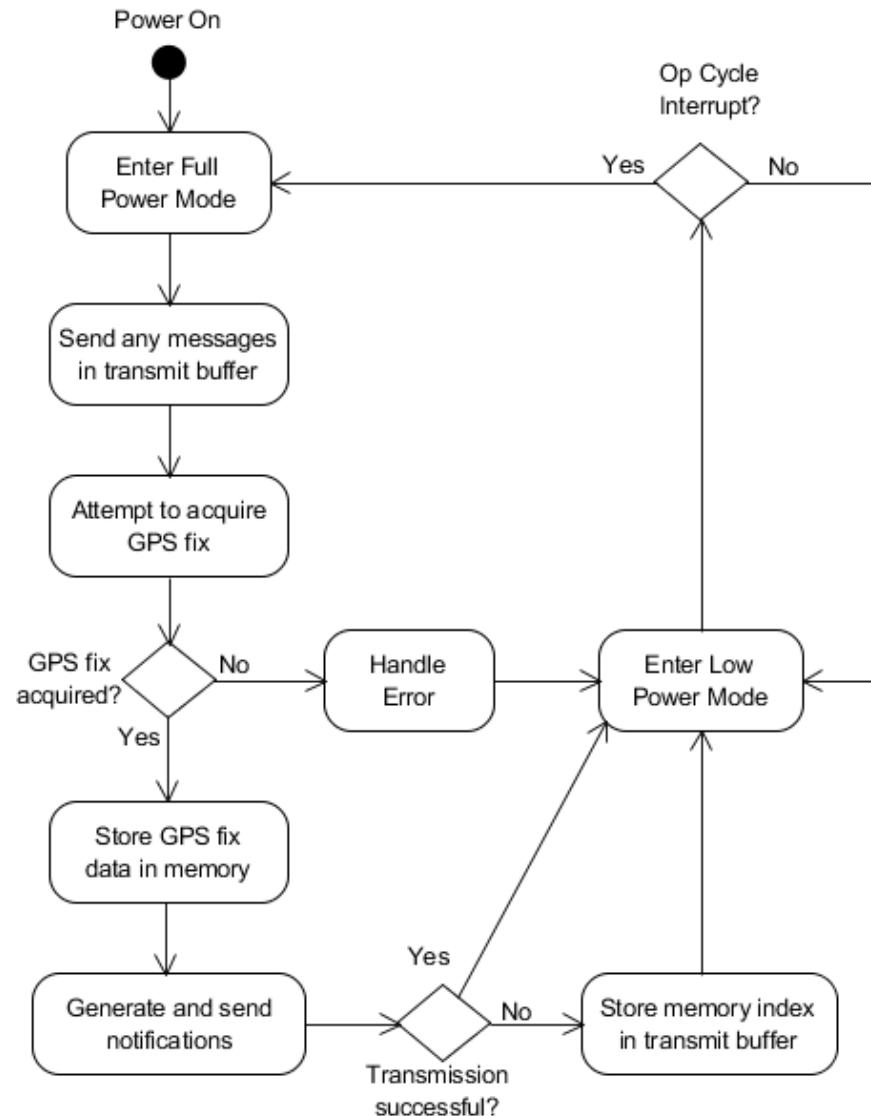 Power On
Op Cycle
Interrupt?
Enter Full
Power Mode
Yes
No
Send any messages
in transmit buffer
Attempt to acquire
GPS fix
GPS fix
acquired?
No
Yes
Handle
Error
Enter Low
Power Mode
Store GPS fix
data in memory
Generate and send
notifications
Yes
No
Transmission
successful?
Store memory index
in transmit buffer